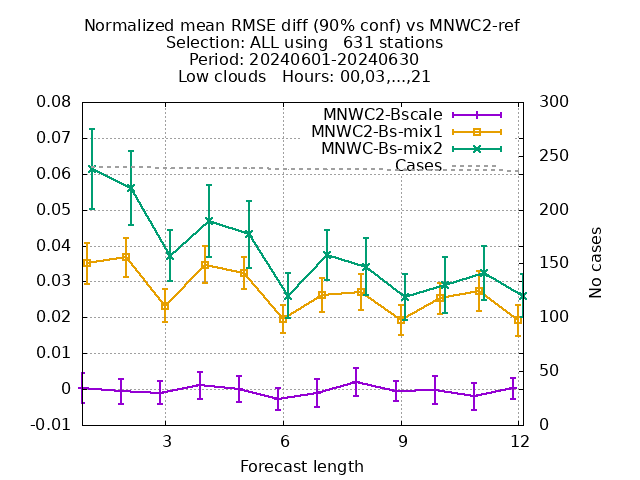 Normalized mean RMSE diff (90% conf) vs MNWC2-ref
Selection: ALL using   631 stations
Period: 20240601-20240630
Low clouds   Hours: 00,03,...,21
MNWC2-Bscale
MNWC2-Bs-mix1
MNWC-Bs-mix2
Cases
0.08
0.07
0.06
0.05
0.04
0.03
0.02
0.01
0
-0.01
300
250
200
150
100
50
0
No cases
3 6 9 12
Forecast length